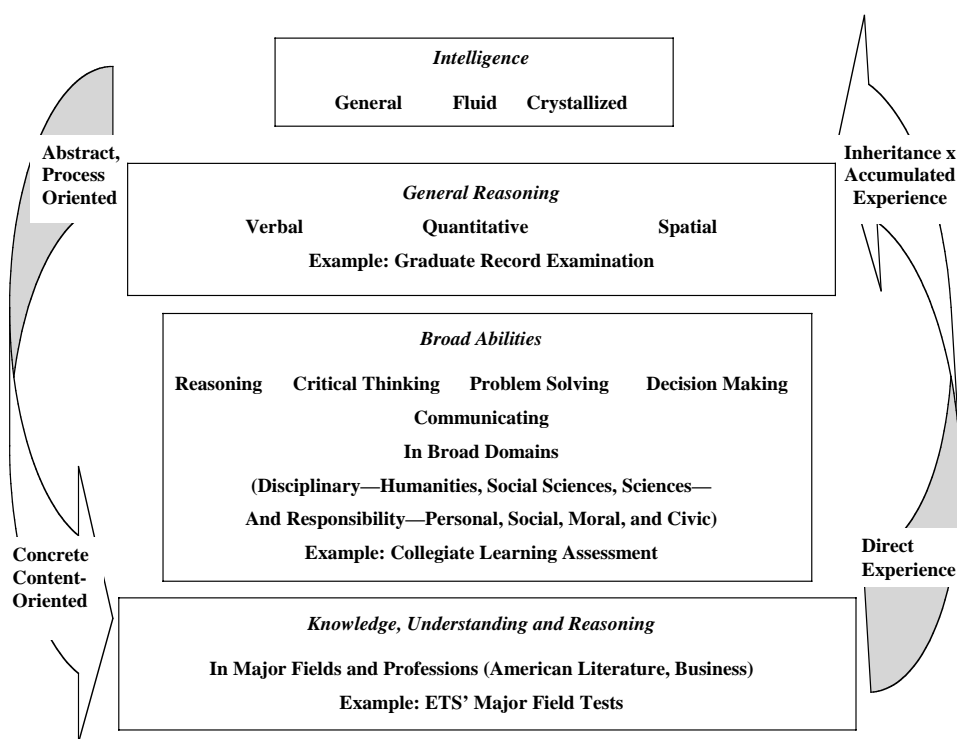 Intelligence
General Fluid Crystallized
Abstract,
Process
Oriented
Inheritance x
Accumulated
Experience
General Reasoning
Verbal Quantitative Spatial
Example: Graduate Record Examination
Broad Abilities
Reasoning Critical Thinking Problem Solving Decision Making
Communicating
In Broad Domains
(Disciplinary—Humanities, Social Sciences, Sciences—
And Responsibility—Personal, Social, Moral, and Civic)
Example: Collegiate Learning Assessment
Concrete
Content-
Oriented
Direct
Experience
Knowledge, Understanding and Reasoning
In Major Fields and Professions (American Literature, Business)
Example: ETS’ Major Field Tests